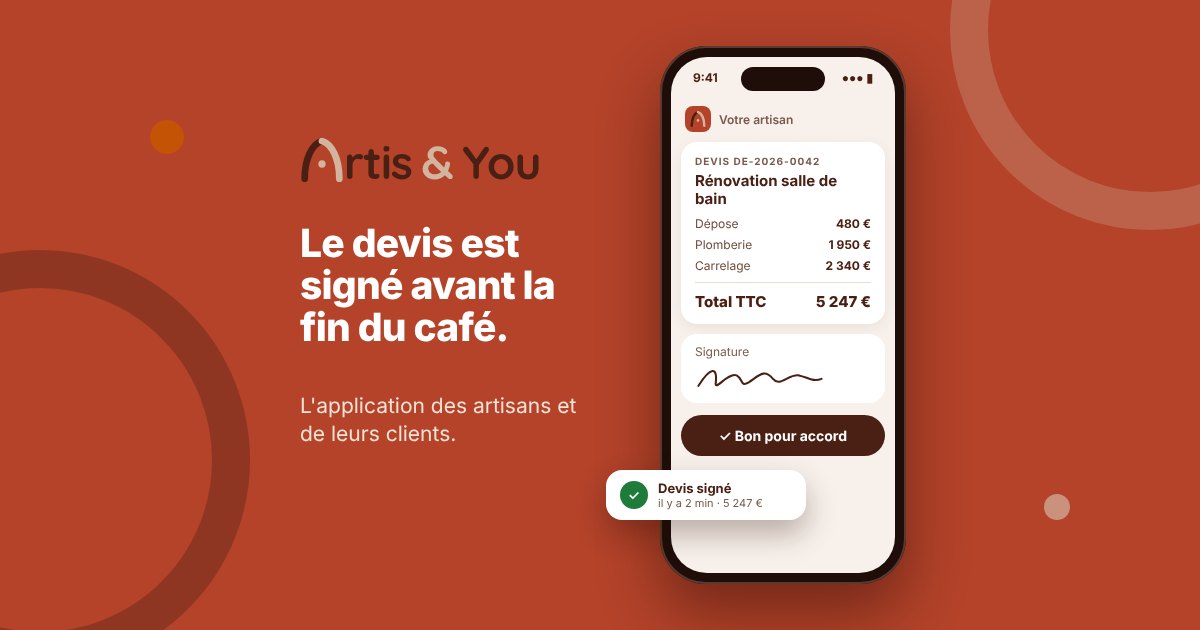 Artis & You
Le devis est
signé avant la
fin du café.
L'application des artisans et
de leurs clients.
9:41
Votre artisan
DEVIS DE-2026-0042
Rénovation salle de
bain
Dépose 480 €
Plomberie 1 950 €
Carrelage 2 340 €
Total TTC 5 247 €
Signature
✓ Bon pour accord
Devis signé
il y a 2 min · 5 247 €